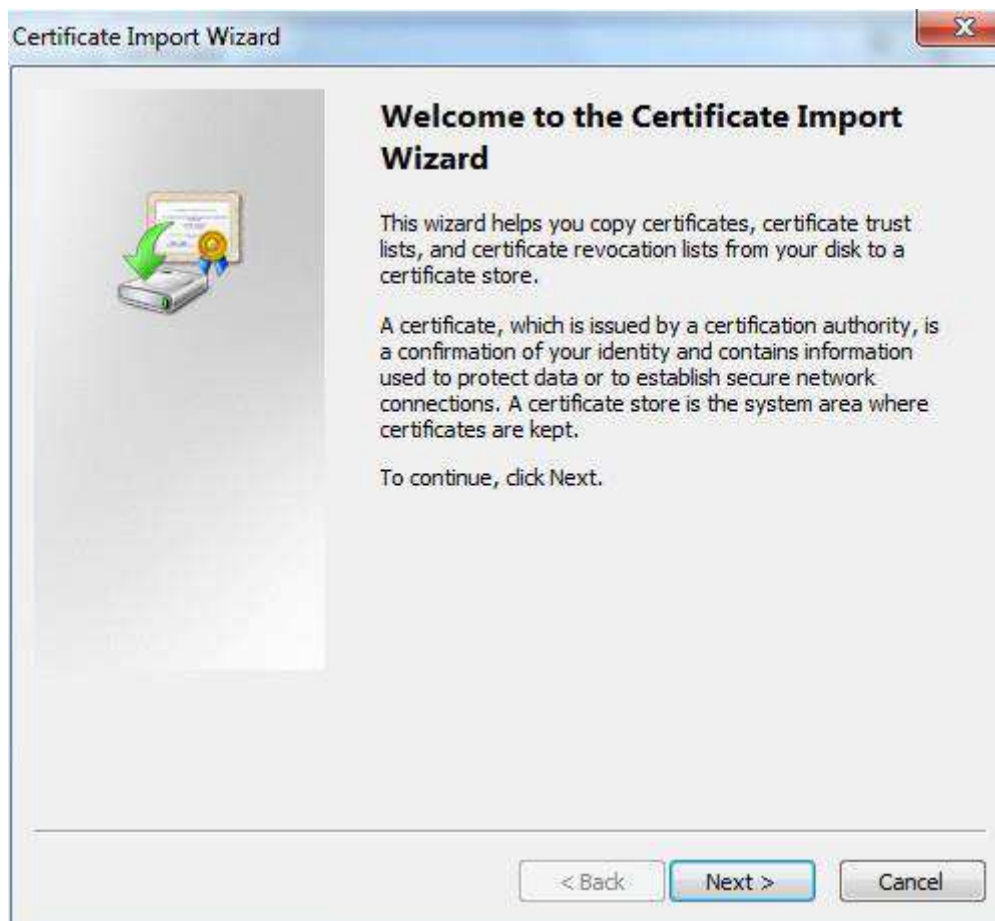 Certificate Import Wizard
Welcome to the Certificate Import
Wizard
This wizard helps you copy certificates, certificate trust
lists, and certificate revocation lists from your disk to a
certificate store.
A certificate, which is issued by a certification authority, is
a confirmation of your identity and contains information
used to protect data or to establish secure network
connections. A certificate store is the system area where
certificates are kept.
To continue, click Next.
< Back
Next >
Cancel